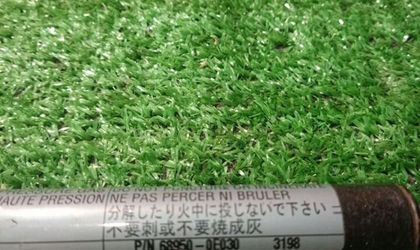 HAUTE PRESSION NE PAS PERCER NI BRULER
分解したり火中に投じないで下さい
不要刺或不要焼成灰
P/N 68950-0E030 3198